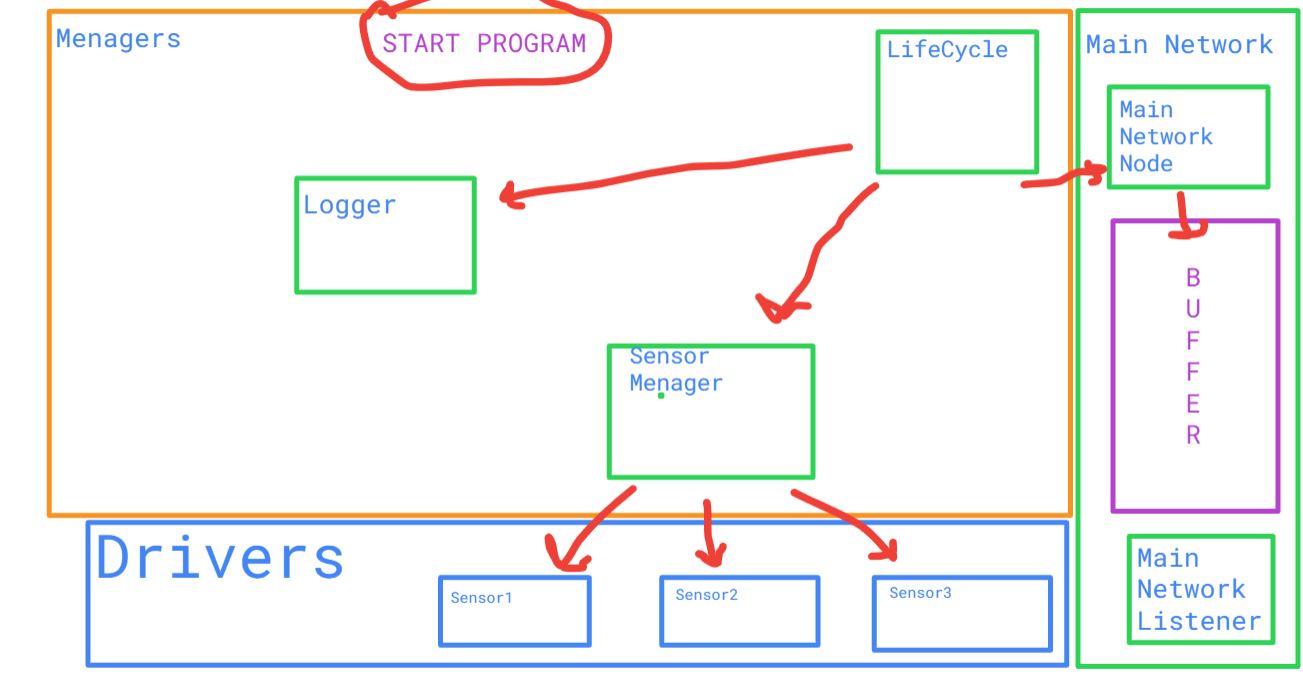 Menagers
START PROGRAM
LifeCycle
Logger
Sensor
Menager
Drivers
Sensor1
Sensor2
Sensor3
Main Network
Main
Network
Node
B
U
F
F
E
R
Main
Network
Listener